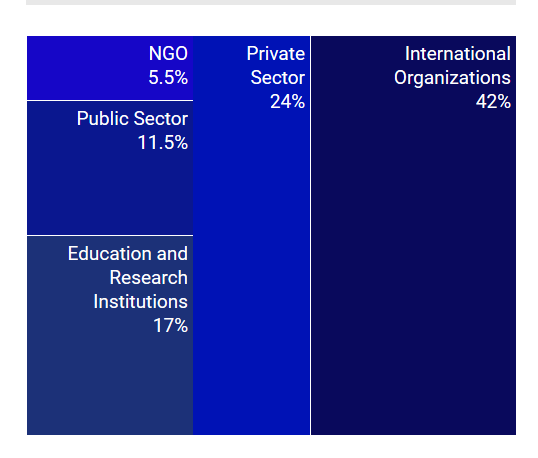 NGO
5.5%
Public Sector
11.5%
Education and
Research
Institutions
17%
Private
Sector
24%
International
Organizations
42%